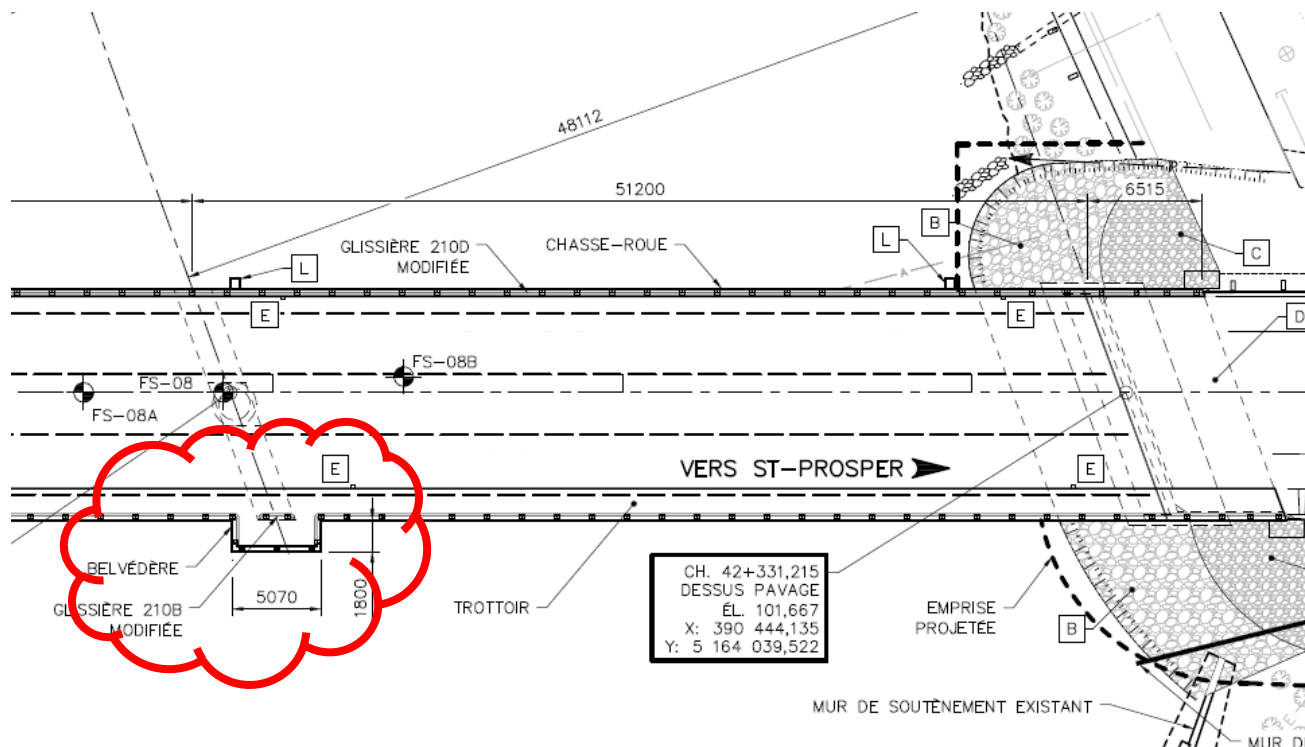 48112
51200
6515
B
C
L
L
GLISSIÈRE 210D
MODIFIÉE
CHASSE-ROUE
A
E
E
D
FS-08B
FS-08
FS-08A
E
E
VERS ST-PROSPER
BELVÉDÈRE
5070
1800
GLISSIÈRE 210B
MODIFIÉE
TROTTOIR
CH. 42+331,215
DESSUS PAVAGE
ÉL. 101,667
X: 390 444,135
Y: 5 164 039,522
EMPRISE
PROJETÉE
B
MUR DE SOUTÈNEMENT EXISTANT
MUR